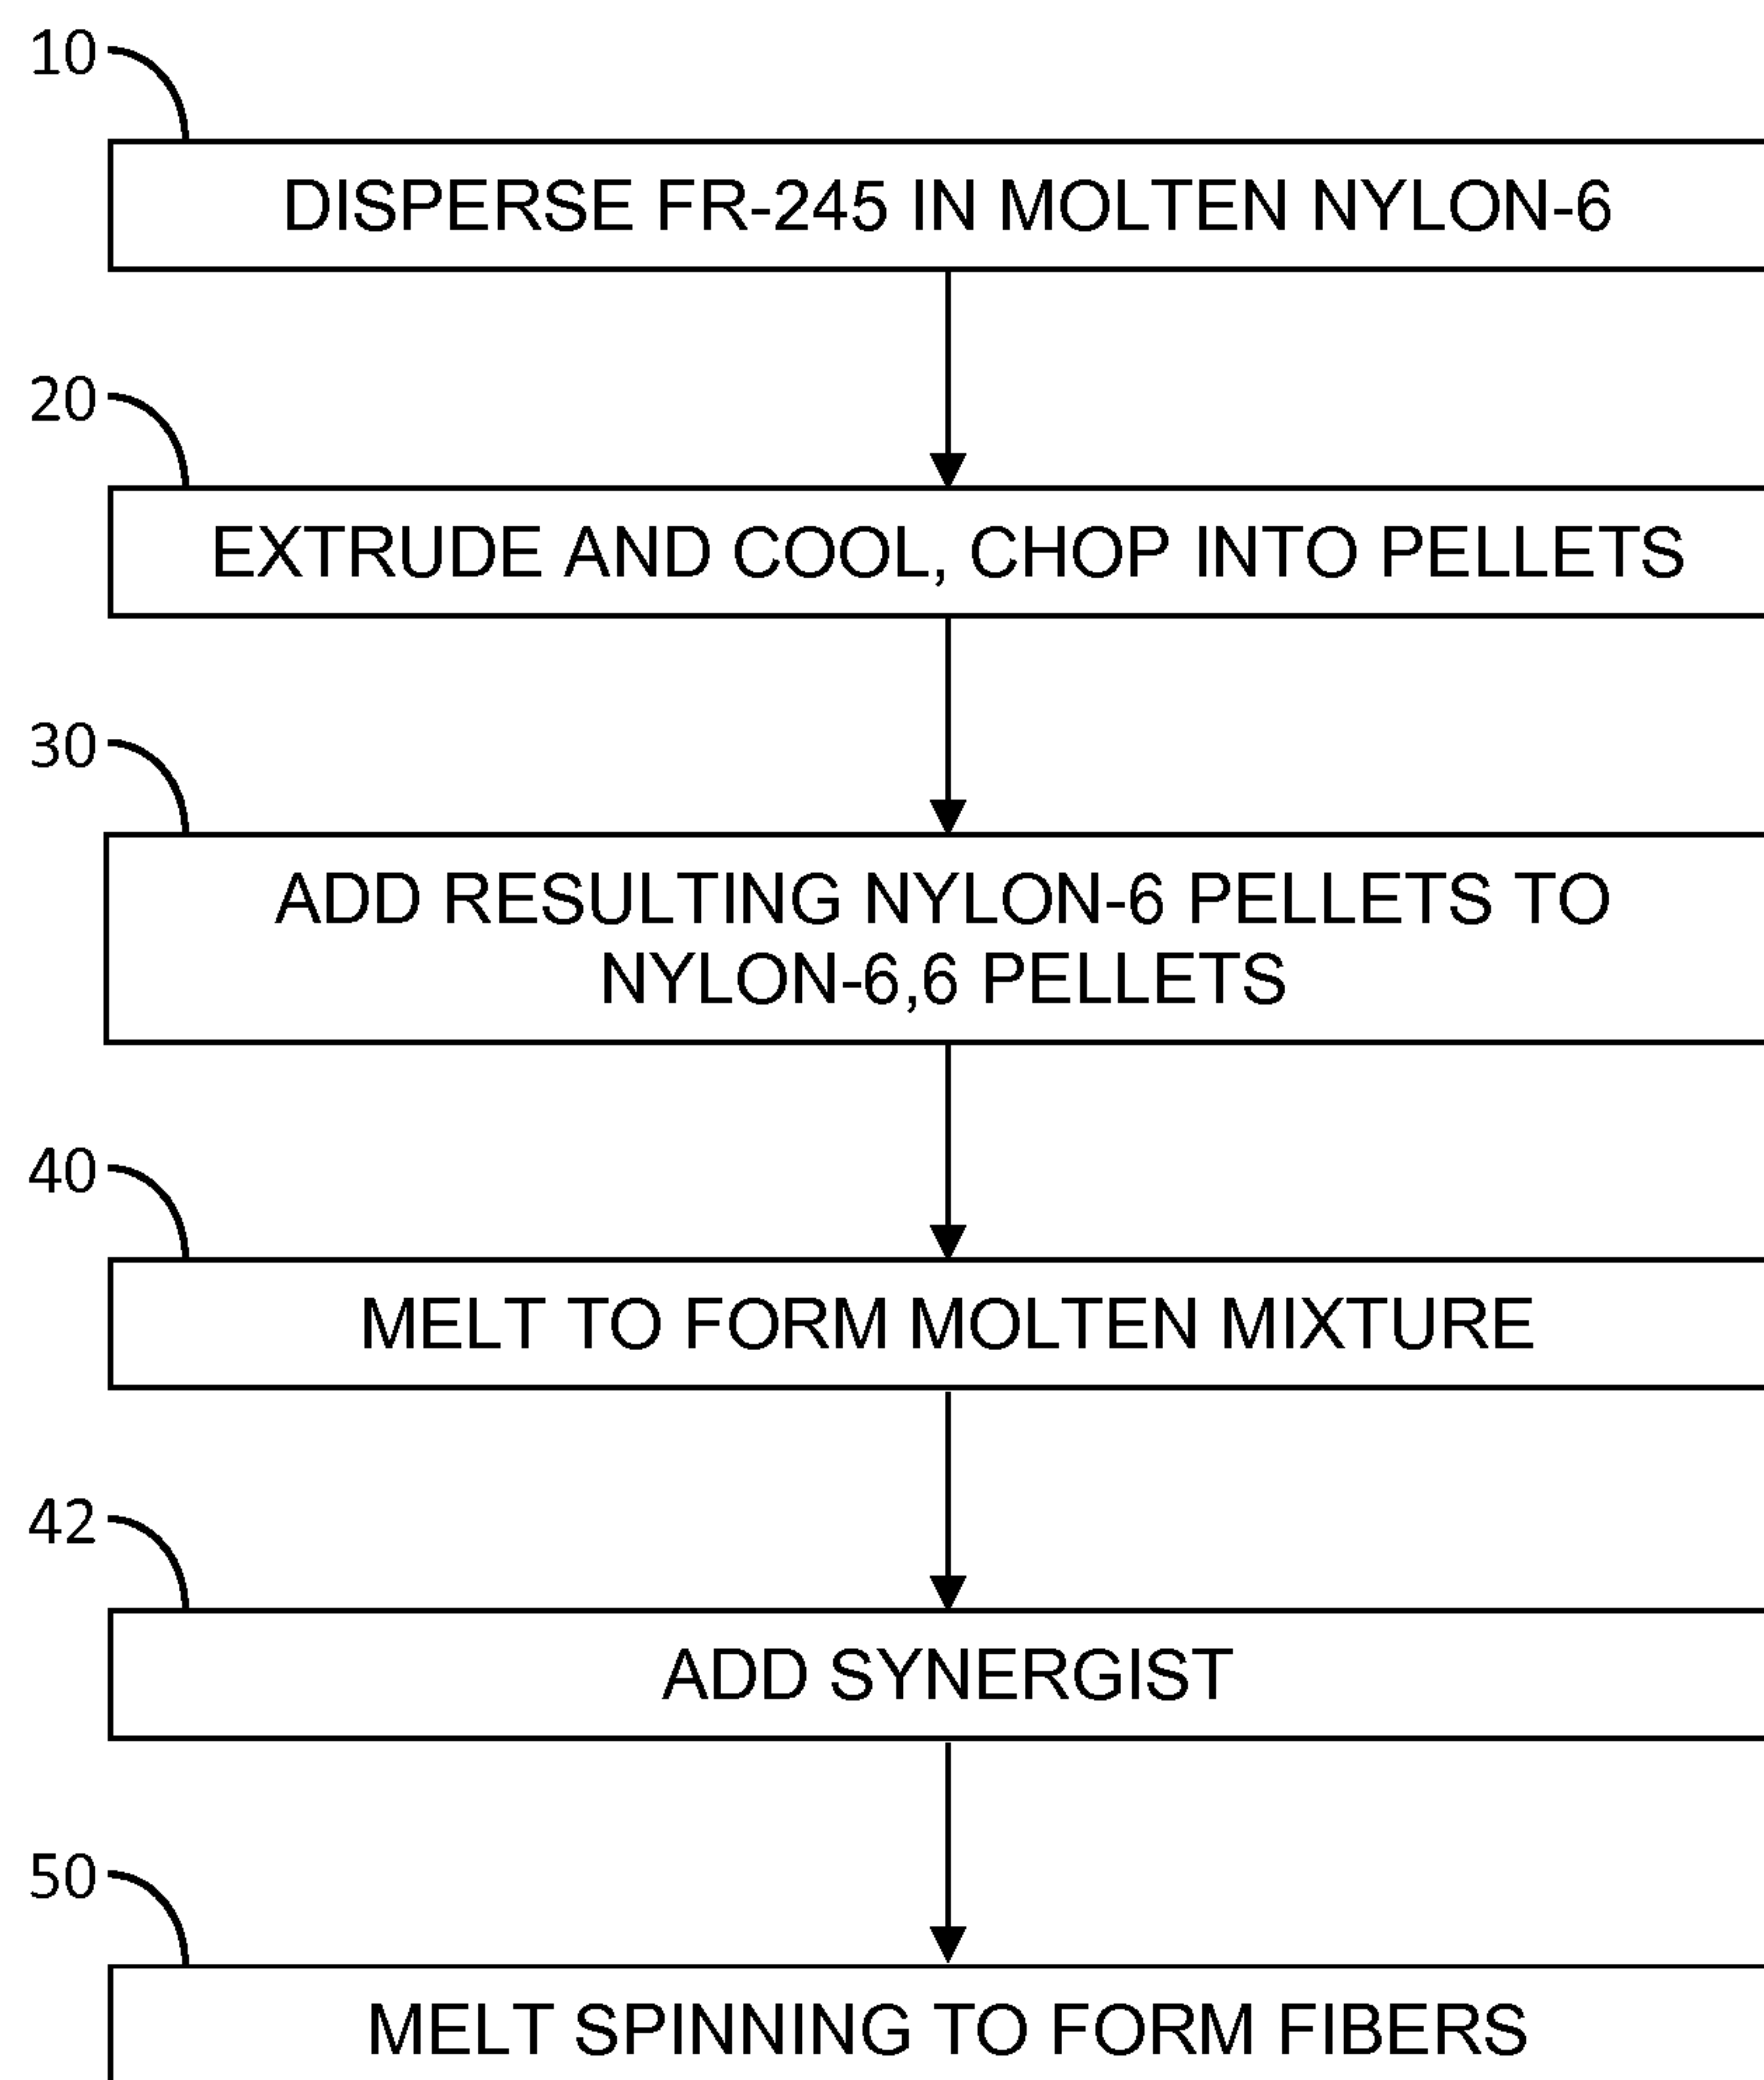 10
DISPERSE FR-245 IN MOLTEN NYLON-6
20
EXTRUDE AND COOL, CHOP INTO PELLETS
30
ADD RESULTING NYLON-6 PELLETS TO
NYLON-6,6 PELLETS
40
MELT TO FORM MOLTEN MIXTURE
42
ADD SYNERGIST
50
MELT SPINNING TO FORM FIBERS